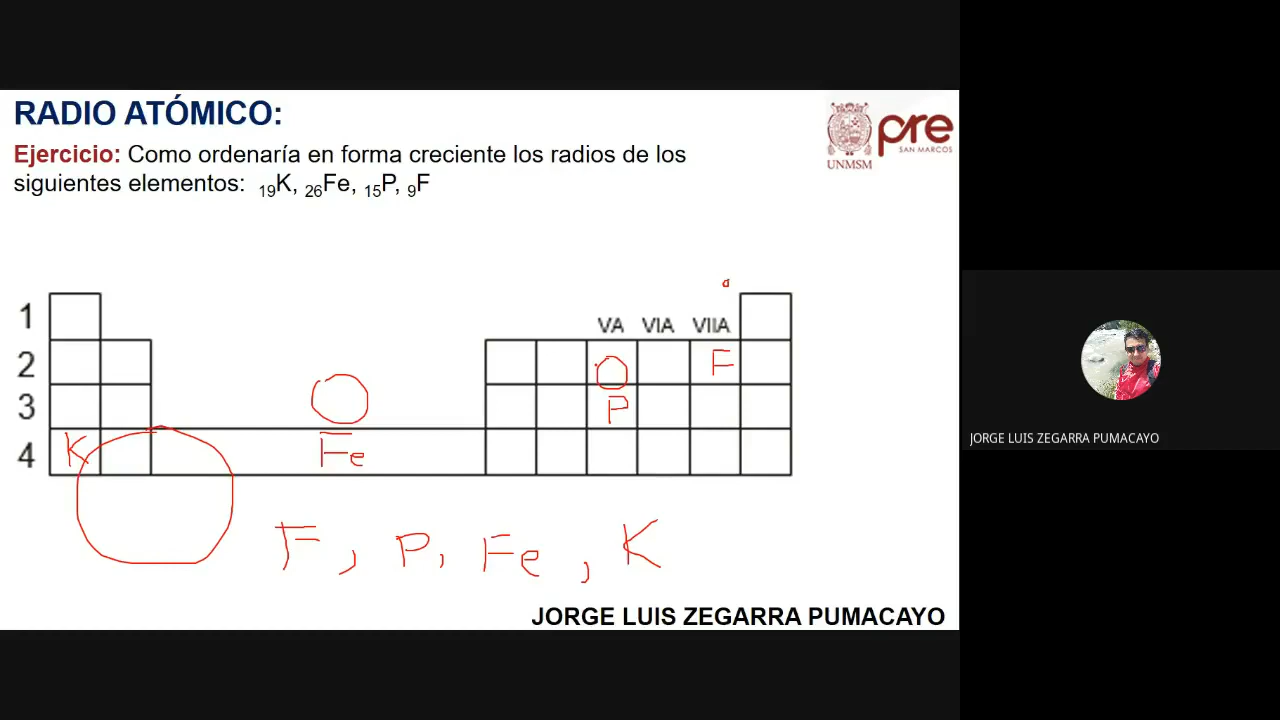 RADIO ATÓMICO:
pre
SAN MARCOS
UNMSM
Ejercicio: Como ordenaría en forma creciente los radios de los
siguientes elementos: 19K, 26Fe, 15P, 9F
1
VA VIA VIIA
2 F
3 P
4 K Fe
F, P, Fe, K
JORGE LUIS ZEGARRA PUMACAYO
JORGE LUIS ZEGARRA PUMACAYO